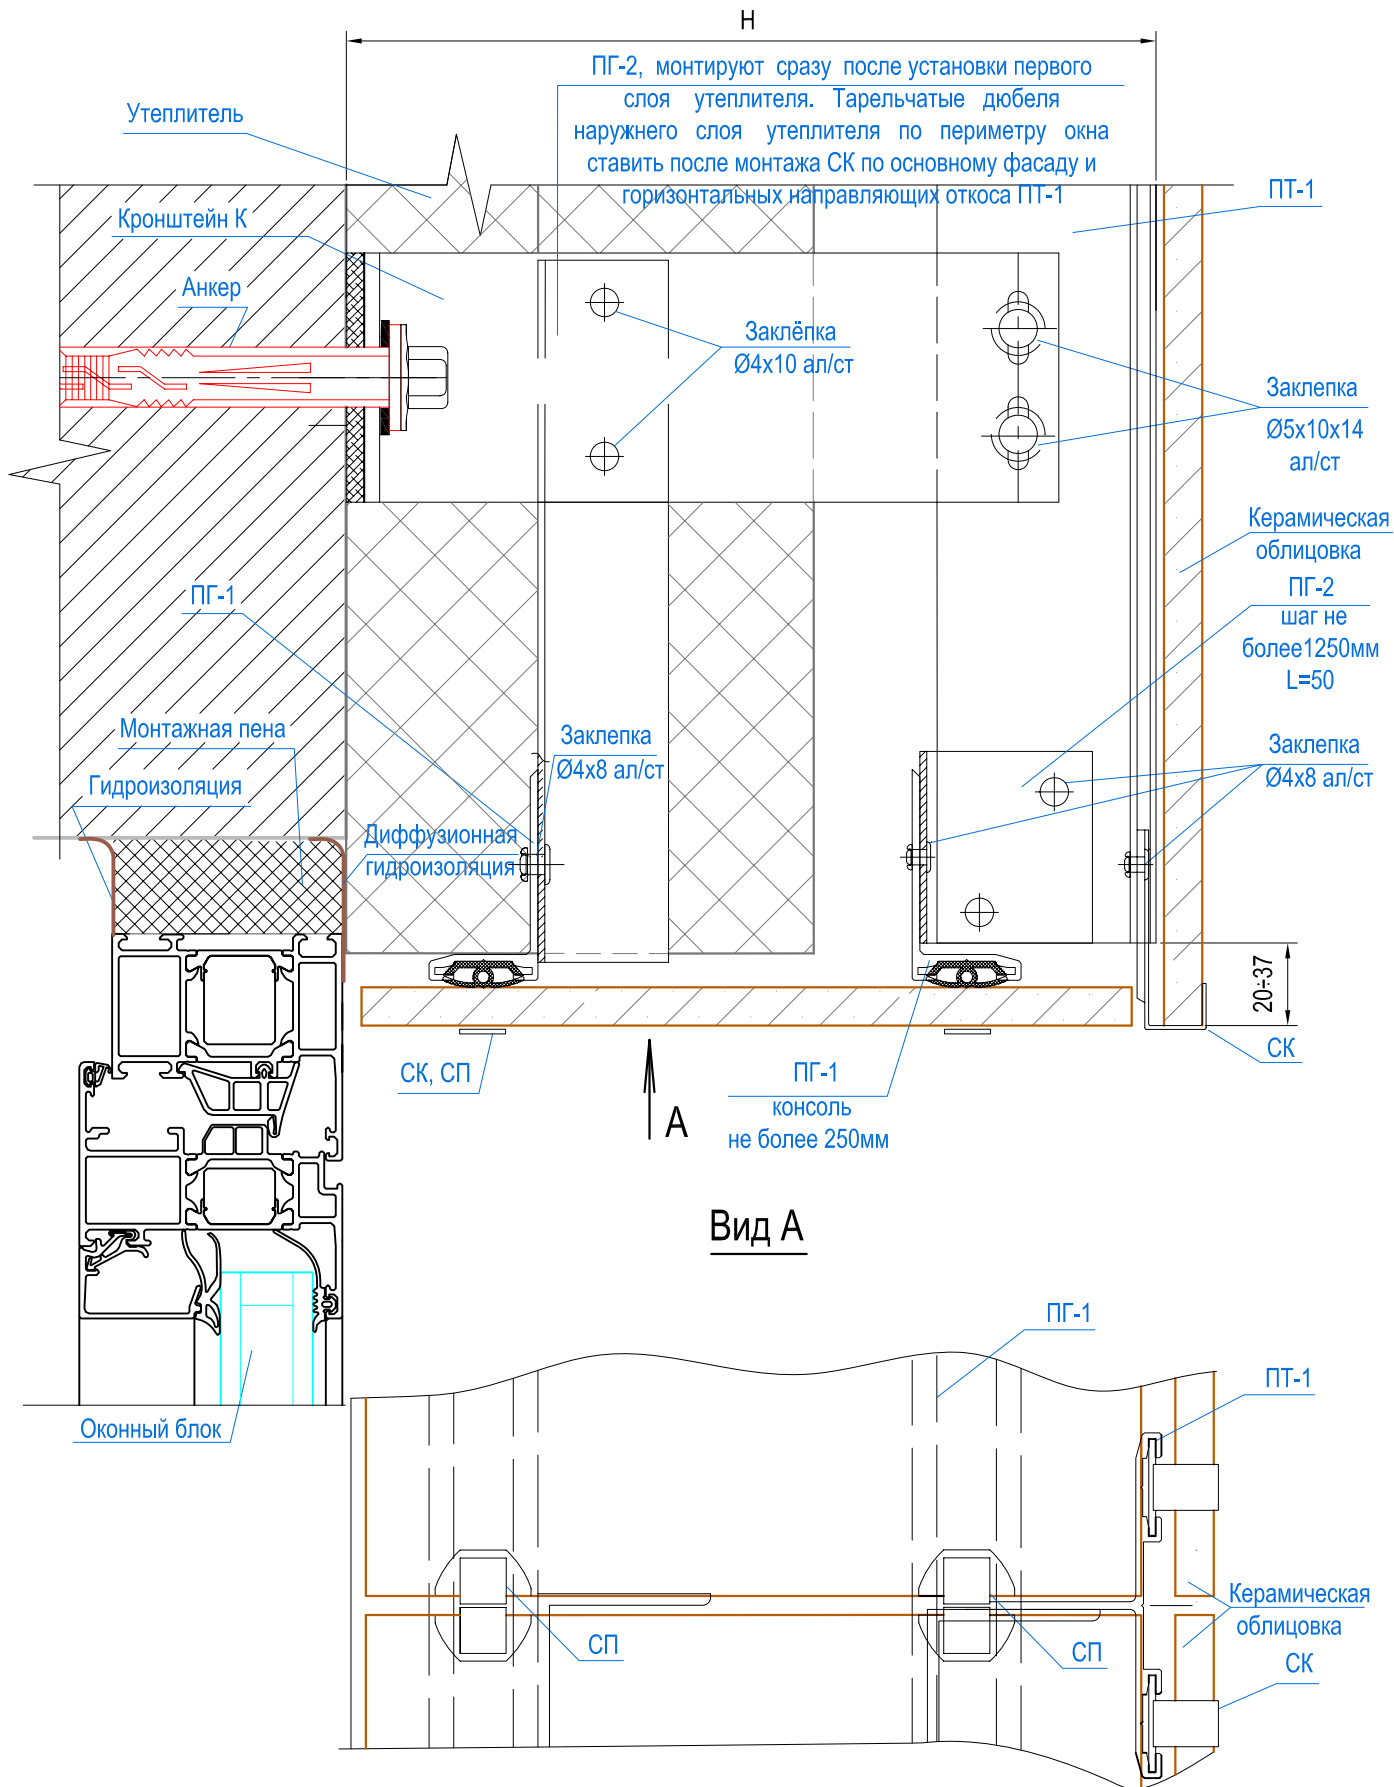 H
ПГ-2, монтируют сразу после установки первого
слоя утеплителя. Тарельчатые дюбеля
наружнего слоя утеплителя по периметру окна
ставить после монтажа СК по основному фасаду и
горизонтальных направляющих откоса ПТ-1
Утеплитель
ПТ-1
Кронштейн К
Анкер
Заклёпка
Ø4х10 ал/ст
Заклепка
Ø5х10х14
ал/ст
Керамическая
облицовка
ПГ-1
ПГ-2
шаг не
более1250мм
L=50
Монтажная пена
Заклепка
Ø4х8 ал/ст
Заклепка
Ø4х8 ал/ст
Гидроизоляция
Диффузионная
гидроизоляция
20÷37
СК, СП
А
ПГ-1
консоль
не более 250мм
СК
Вид А
ПГ-1
ПТ-1
Оконный блок
СП
СП
Керамическая
облицовка
СК